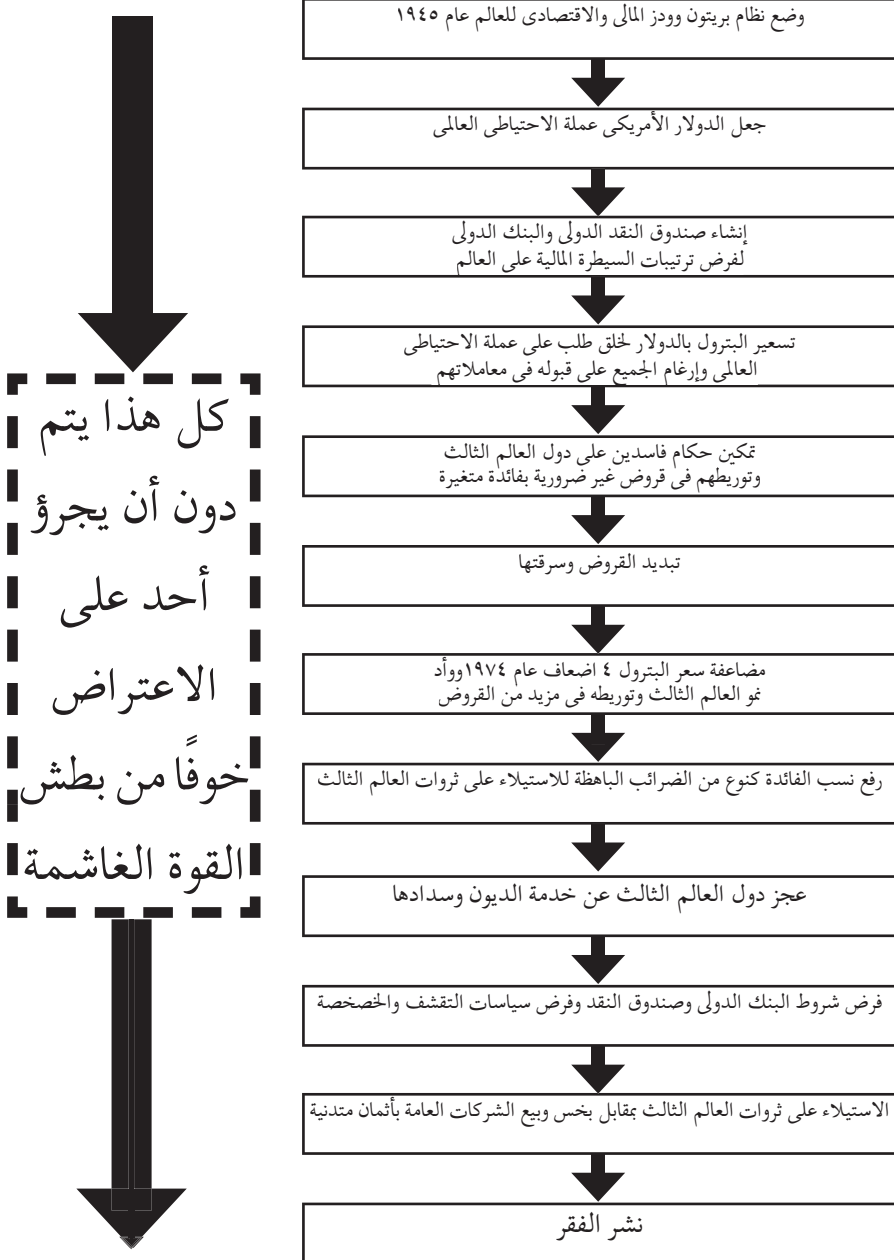 وضع نظام بريتون وودز المالى والاقتصادى للعالم عام ١٩٤٥
جعل الدولار الأمريكى عملة الاحتياطى العالمى
إنشاء صندوق النقد الدولى والبنك الدولى
لفرض ترتيبات السيطرة المالية على العالم
تسعير البترول بالدولار لخلق طلب على عملة الاحتياطى
العالمى وإرغام الجميع على قبوله فى معاملاتهم
تمكين حكام فاسدين على دول العالم الثالث
وتوريطهم فى قروض غير ضرورية بفائدة متغيرة
تبديد القروض وسرقتها
مضاعفة سعر البترول ٤ اضعاف عام ١٩٧٤ووأد
نمو العالم الثالث وتوريطه فى مزيد من القروض
رفع نسب الفائدة كنوع من الضرائب الباهظة للاستيلاء على ثروات العالم الثالث
عجز دول العالم الثالث عن خدمة الديون وسدادها
فرض شروط البنك الدولى وصندوق النقد وفرض سياسات التقشف والخصخصة
الاستيلاء على ثروات العالم الثالث بمقابل بخس وبيع الشركات العامة بأثمان متدنية
نشر الفقر
كل هذا يتم
دون أن يجرؤ
أحد على
الاعتراض
خوفًا من بطش
القوة الغاشمة